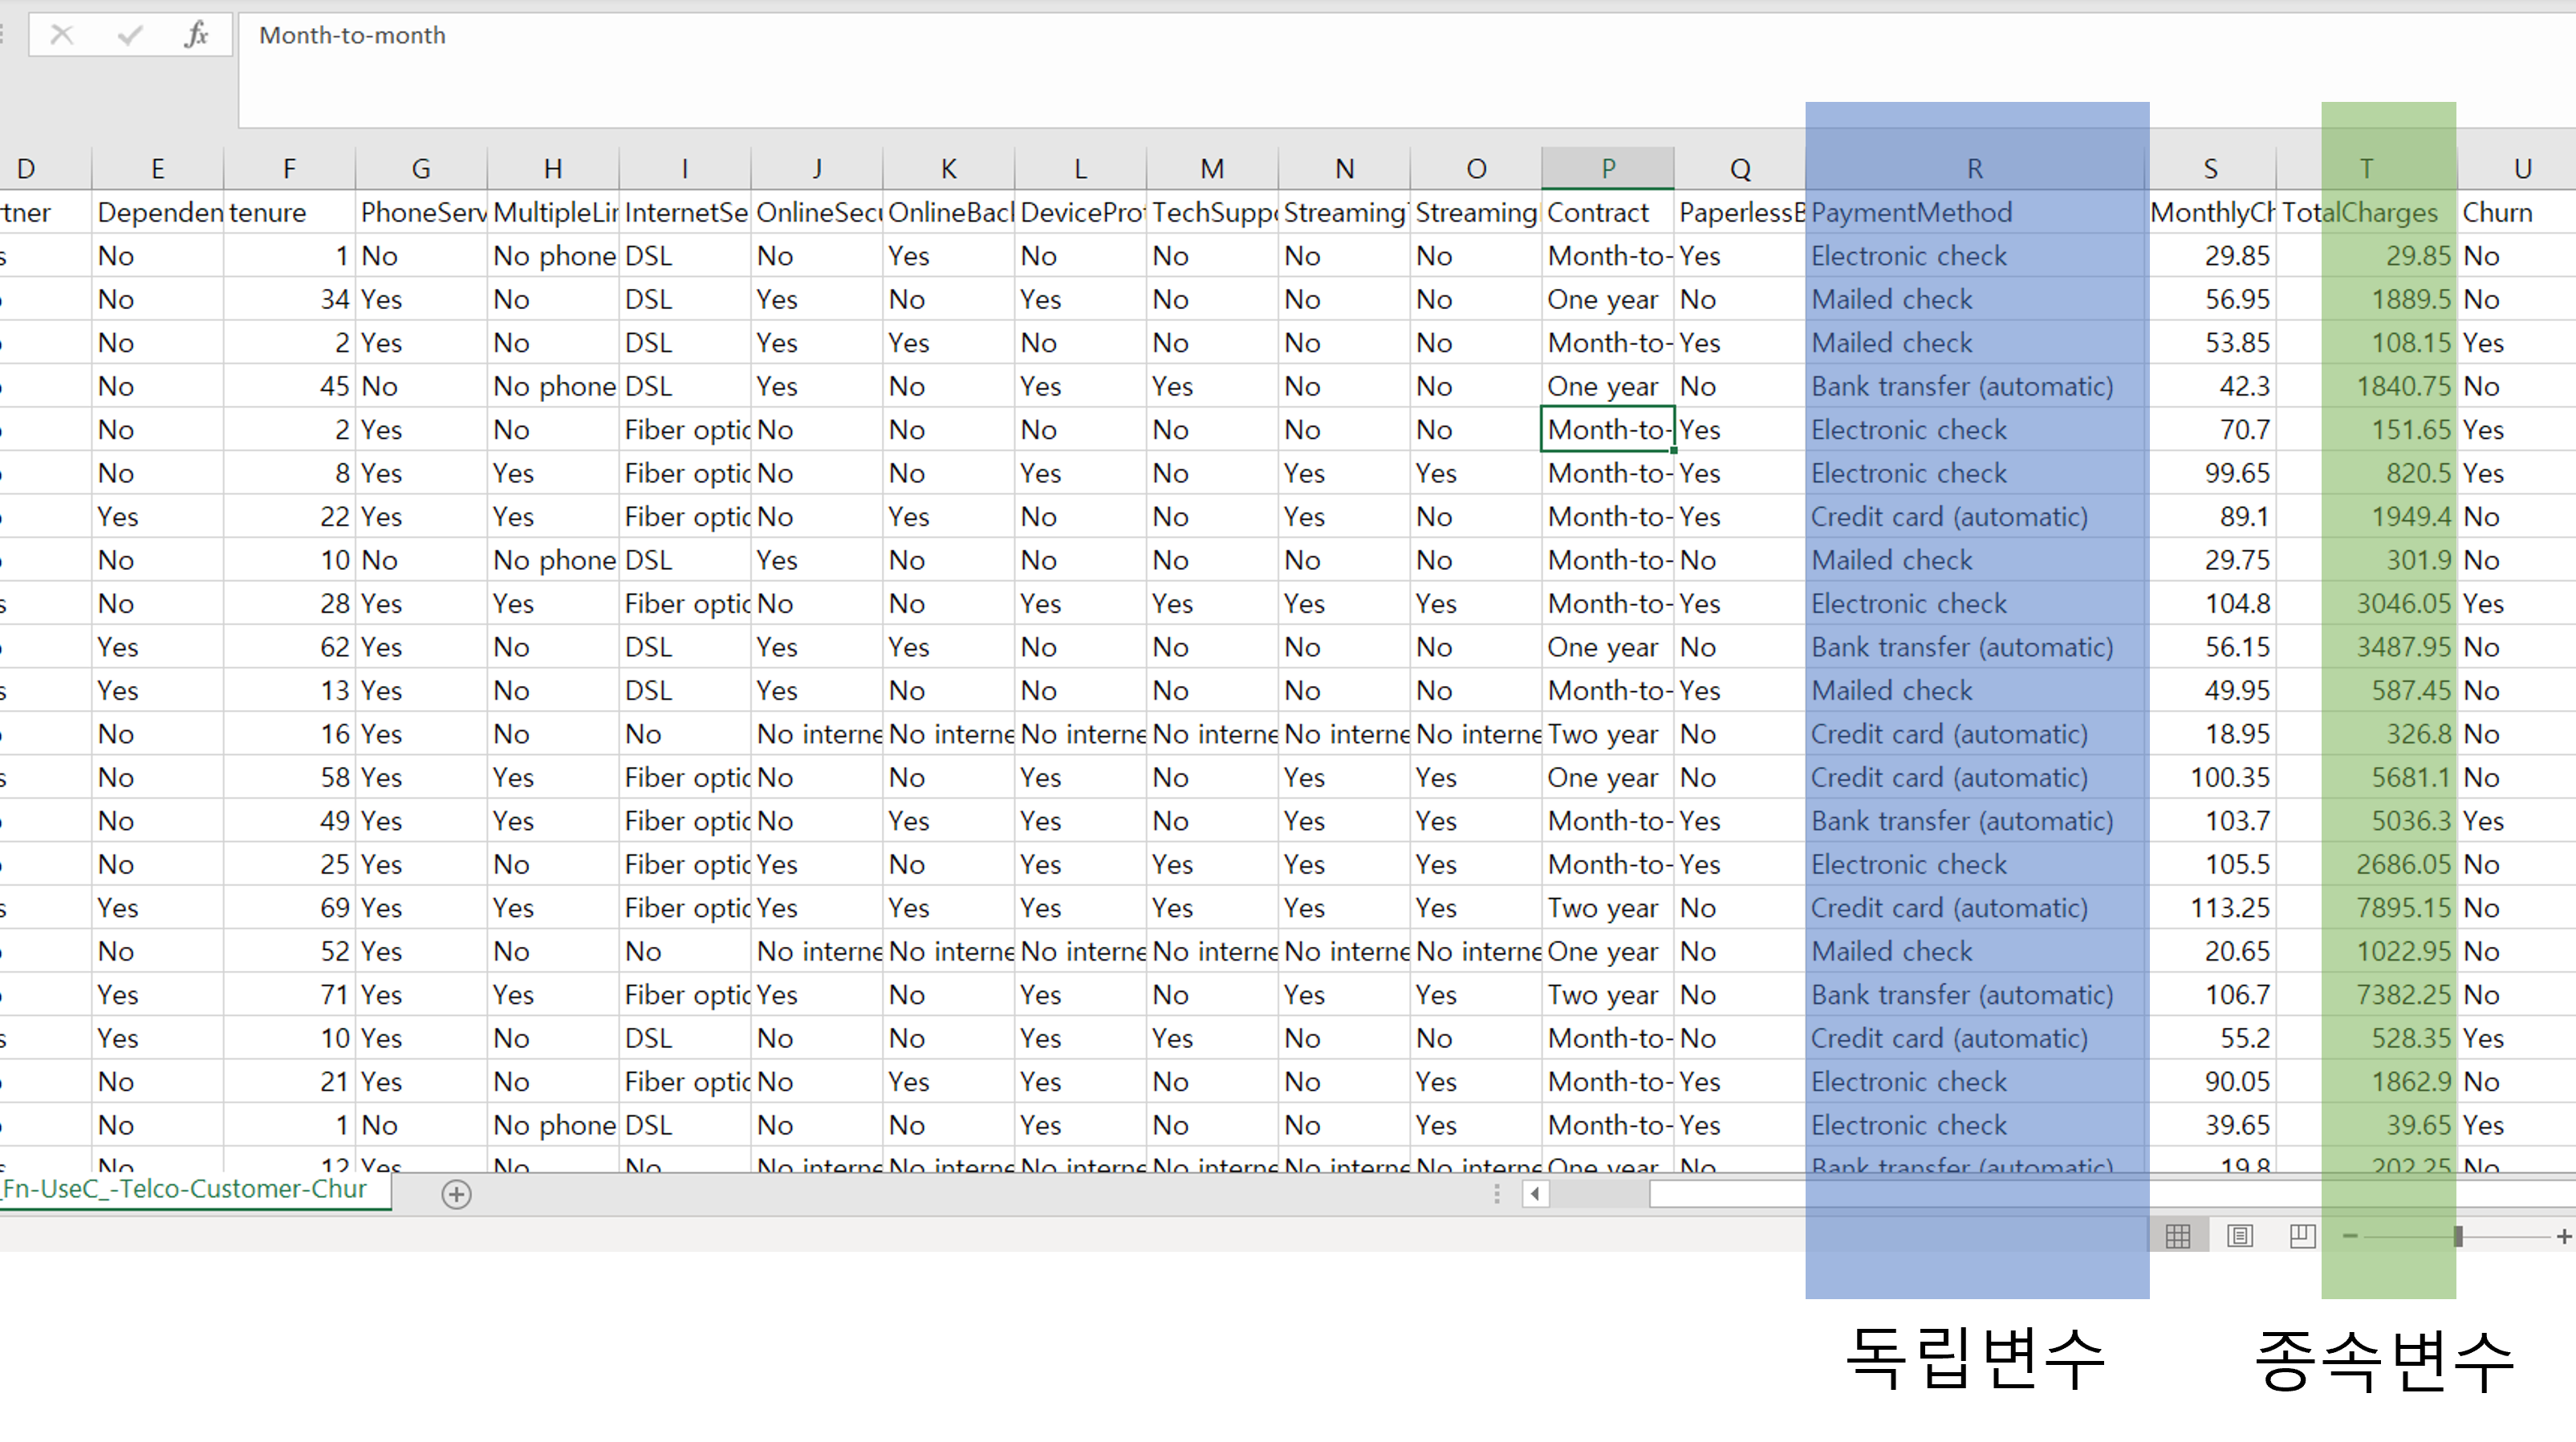 fx Month-to-month
D E F G H I J K L M N O P Q R S T U
tner Dependen tenure PhoneServ MultipleLin InternetSe OnlineSecu OnlineBack DeviceProt TechSuppo Streaming Streaming Contract PaperlessB PaymentMethod MonthlyCh TotalCharges Churn
s No 1 No No phone DSL No Yes No No No No Month-to- Yes Electronic check 29.85 29.85 No
No 34 Yes No DSL Yes No Yes No No No One year No Mailed check 56.95 1889.5 No
No 2 Yes No DSL Yes Yes No No No No Month-to- Yes Mailed check 53.85 108.15 Yes
No 45 No No phone DSL Yes No Yes Yes No No One year No Bank transfer (automatic) 42.3 1840.75 No
No 2 Yes No Fiber optic No No No No No No Month-to- Yes Electronic check 70.7 151.65 Yes
No 8 Yes Yes Fiber optic No No Yes No Yes Yes Month-to- Yes Electronic check 99.65 820.5 Yes
Yes 22 Yes Yes Fiber optic No Yes No No Yes No Month-to- Yes Credit card (automatic) 89.1 1949.4 No
No 10 No No phone DSL Yes No No No No No Month-to- No Mailed check 29.75 301.9 No
s No 28 Yes Yes Fiber optic No No Yes Yes Yes Yes Month-to- Yes Electronic check 104.8 3046.05 Yes
Yes 62 Yes No DSL Yes Yes No No No No One year No Bank transfer (automatic) 56.15 3487.95 No
s Yes 13 Yes No DSL Yes No No No No No Month-to- Yes Mailed check 49.95 587.45 No
No 16 Yes No No No interne No interne No interne No interne No interne No interne Two year No Credit card (automatic) 18.95 326.8 No
s No 58 Yes Yes Fiber optic No No Yes No Yes Yes One year No Credit card (automatic) 100.35 5681.1 No
No 49 Yes Yes Fiber optic No Yes Yes No Yes Yes Month-to- Yes Bank transfer (automatic) 103.7 5036.3 Yes
No 25 Yes No Fiber optic Yes No Yes Yes Yes Yes Month-to- Yes Electronic check 105.5 2686.05 No
s Yes 69 Yes Yes Fiber optic Yes Yes Yes Yes Yes Yes Two year No Credit card (automatic) 113.25 7895.15 No
No 52 Yes No No No interne No interne No interne No interne No interne No interne One year No Mailed check 20.65 1022.95 No
Yes 71 Yes Yes Fiber optic Yes No Yes No Yes Yes Two year No Bank transfer (automatic) 106.7 7382.25 No
s Yes 10 Yes No DSL No No Yes Yes No No Month-to- No Credit card (automatic) 55.2 528.35 Yes
No 21 Yes No Fiber optic No Yes Yes No No Yes Month-to- Yes Electronic check 90.05 1862.9 No
No 1 No No phone DSL No No Yes No No Yes Month-to- Yes Electronic check 39.65 39.65 Yes
s No 12 Yes No No No interne No interne No interne No interne No interne No interne One year No Bank transfer (automatic) 19.8 202.25 No
_Fn-UseC_-Telco-Customer-Chur
독립변수 종속변수